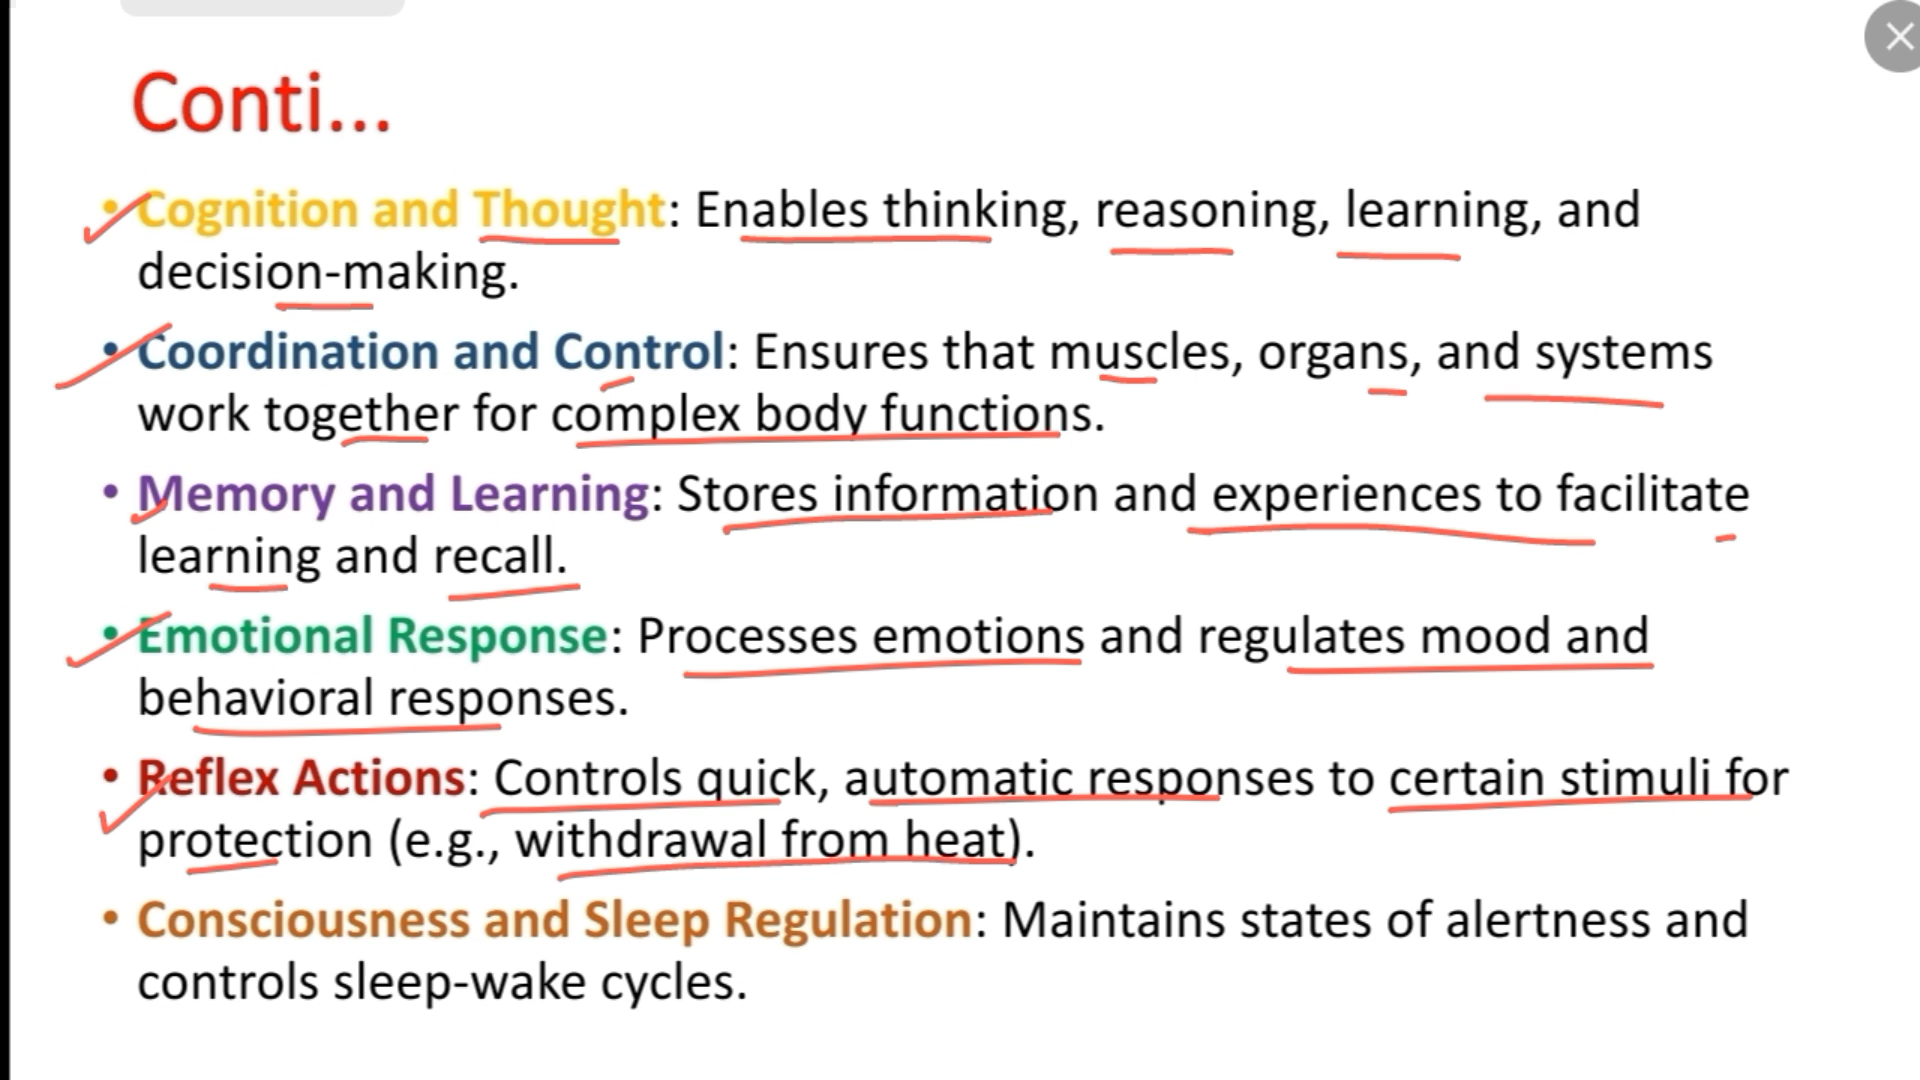 Conti...
• Cognition and Thought: Enables thinking, reasoning, learning, and
decision-making.
• Coordination and Control: Ensures that muscles, organs, and systems
work together for complex body functions.
• Memory and Learning: Stores information and experiences to facilitate
learning and recall.
• Emotional Response: Processes emotions and regulates mood and
behavioral responses.
• Reflex Actions: Controls quick, automatic responses to certain stimuli for
protection (e.g., withdrawal from heat).
• Consciousness and Sleep Regulation: Maintains states of alertness and
controls sleep-wake cycles.